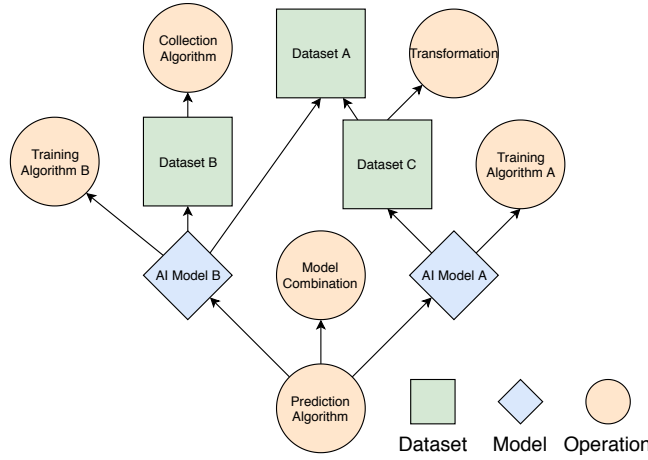 Collection
Algorithm
Dataset A
Transformation
Training
Algorithm B
Dataset B
Dataset C
Training
Algorithm A
AI Model B
Model
Combination
AI Model A
Prediction
Algorithm
Dataset
Model
Operation